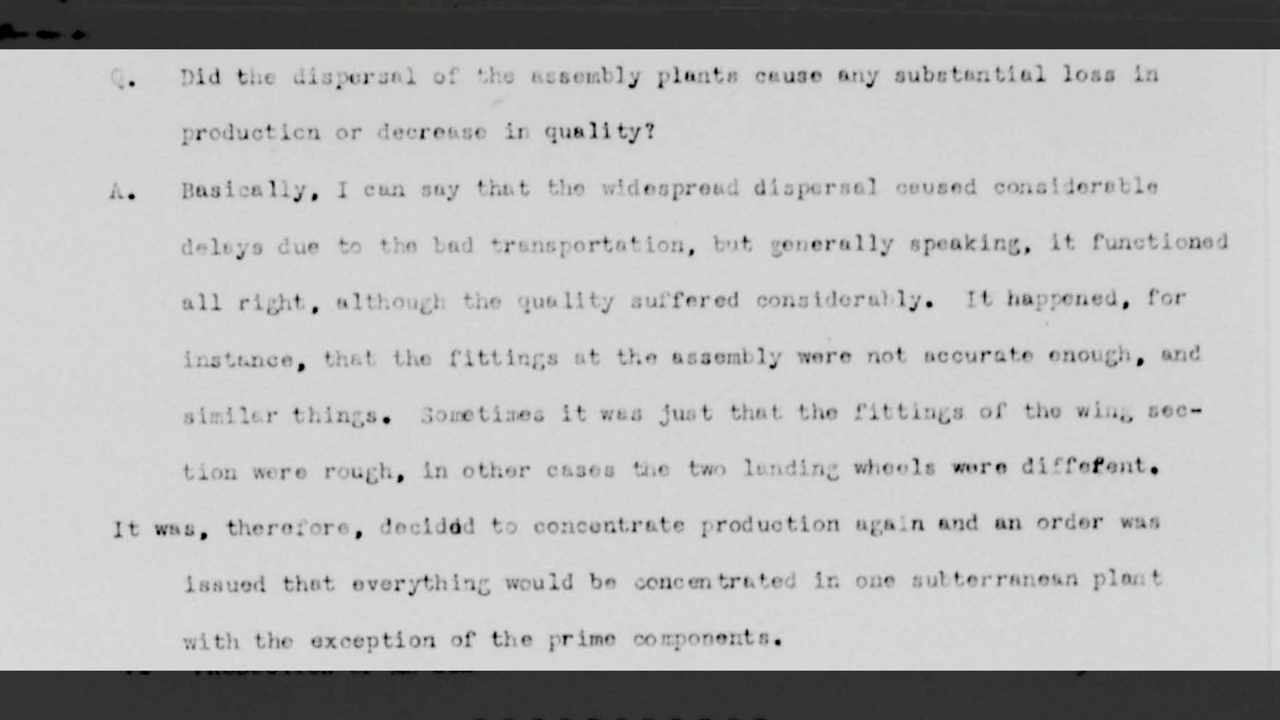 Q. Did the dispersal of the assembly plants cause any substantial loss in
production or decrease in quality?
A. Basically, I can say that the widespread dispersal caused considerable
delays due to the bad transportation, but generally speaking, it functioned
all right, although the quality suffered considerably. It happened, for
instance, that the fittings at the assembly were not accurate enough, and
similar things. Sometimes it was just that the fittings of the wing sec-
tion were rough, in other cases the two landing wheels were different.
It was, therefore, decidedd to concentrate production again and an order was
issued that everything would be concentrated in one subterranean plant
with the exception of the prime components.